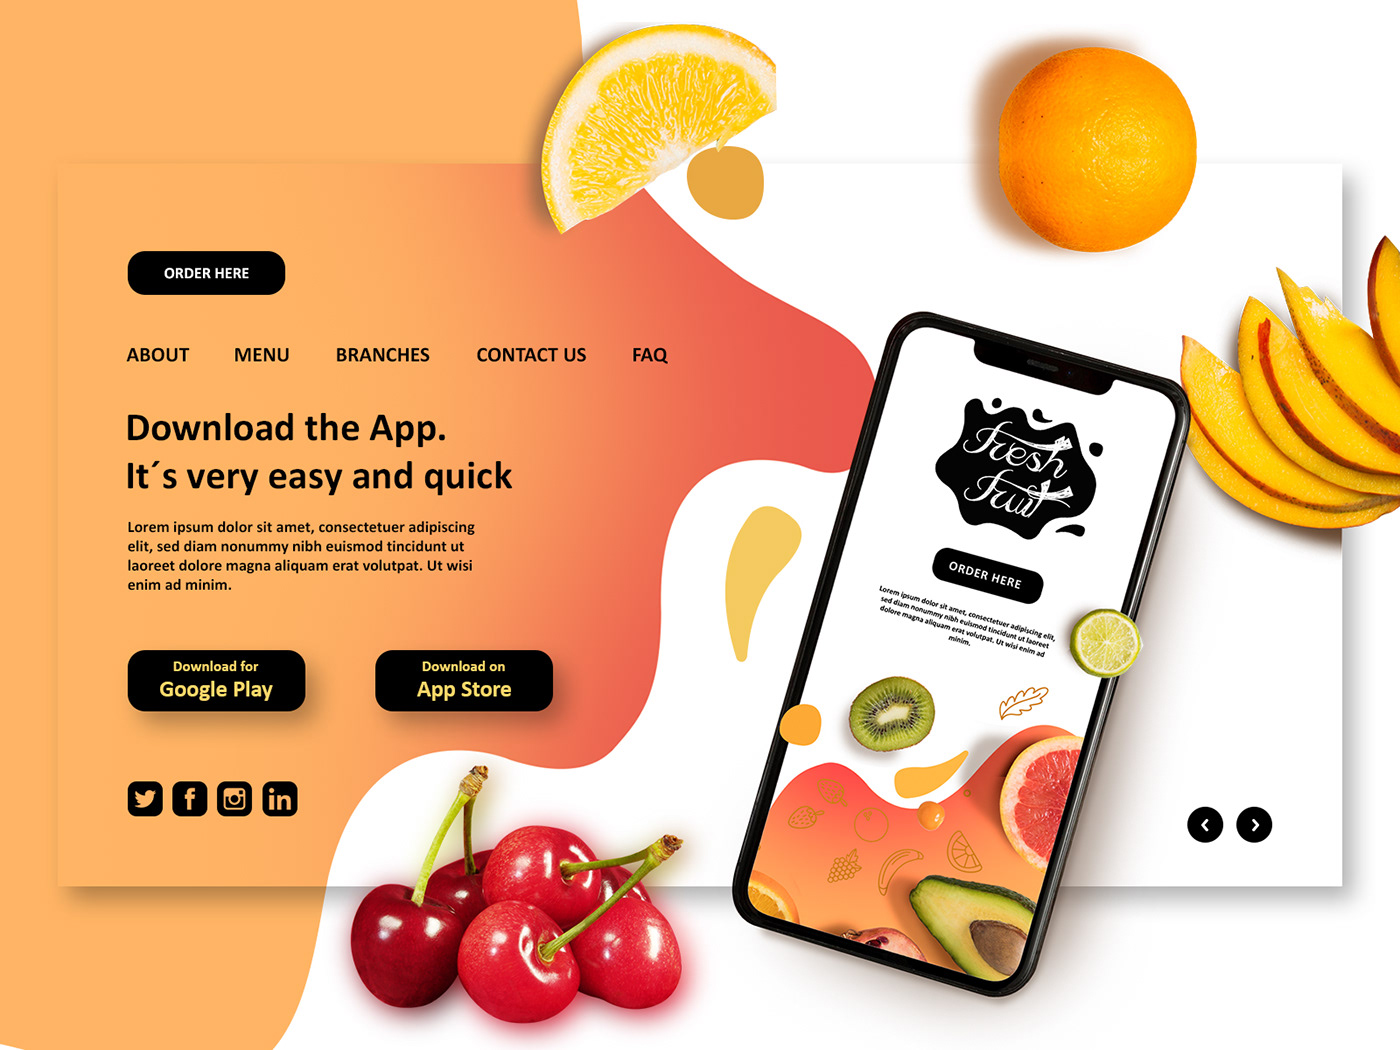 ORDER HERE
ABOUT MENU BRANCHES CONTACT US FAQ
Download the App.
It´s very easy and quick
Lorem ipsum dolor sit amet, consectetuer adipiscing
elit, sed diam nonummy nibh euismod tincidunt ut
laoreet dolore magna aliquam erat volutpat. Ut wisi
enim ad minim.
Download for
Google Play
Download on
App Store
Fresh
Fruit
ORDER HERE
Lorem ipsum dolor sit amet, consectetuer adipiscing elit,
sed diam nonummy nibh euismod tincidunt ut laoreet
dolore magna aliquam erat volutpat. Ut wisi enim ad
minim.